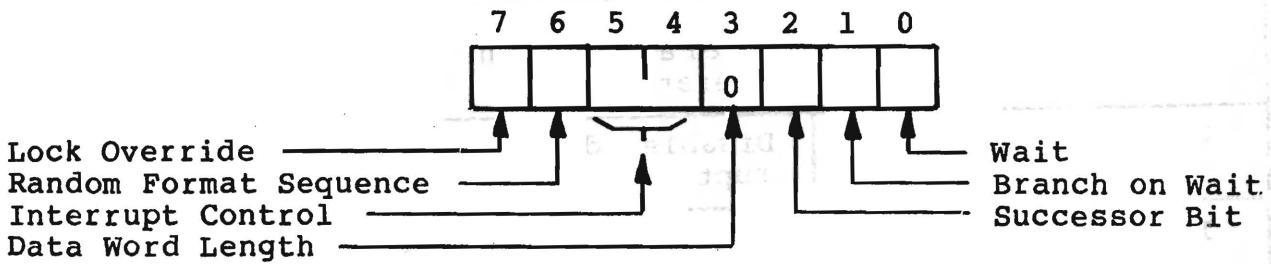 7 6 5 4 3 2 1 0
0
Lock Override Wait
Random Format Sequence Branch on Wait.
Interrupt Control Successor Bit
Data Word Length